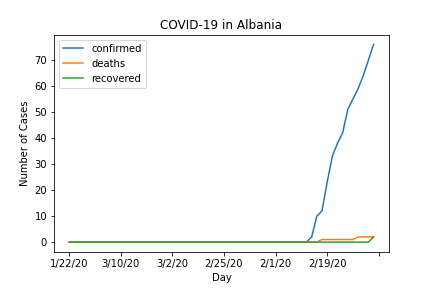 COVID-19 in Albania
confirmed
deaths
recovered
Number of Cases
70
60
50
40
30
20
10
0
1/22/20 3/10/20 3/2/20 2/25/20 2/1/20 2/19/20
Day